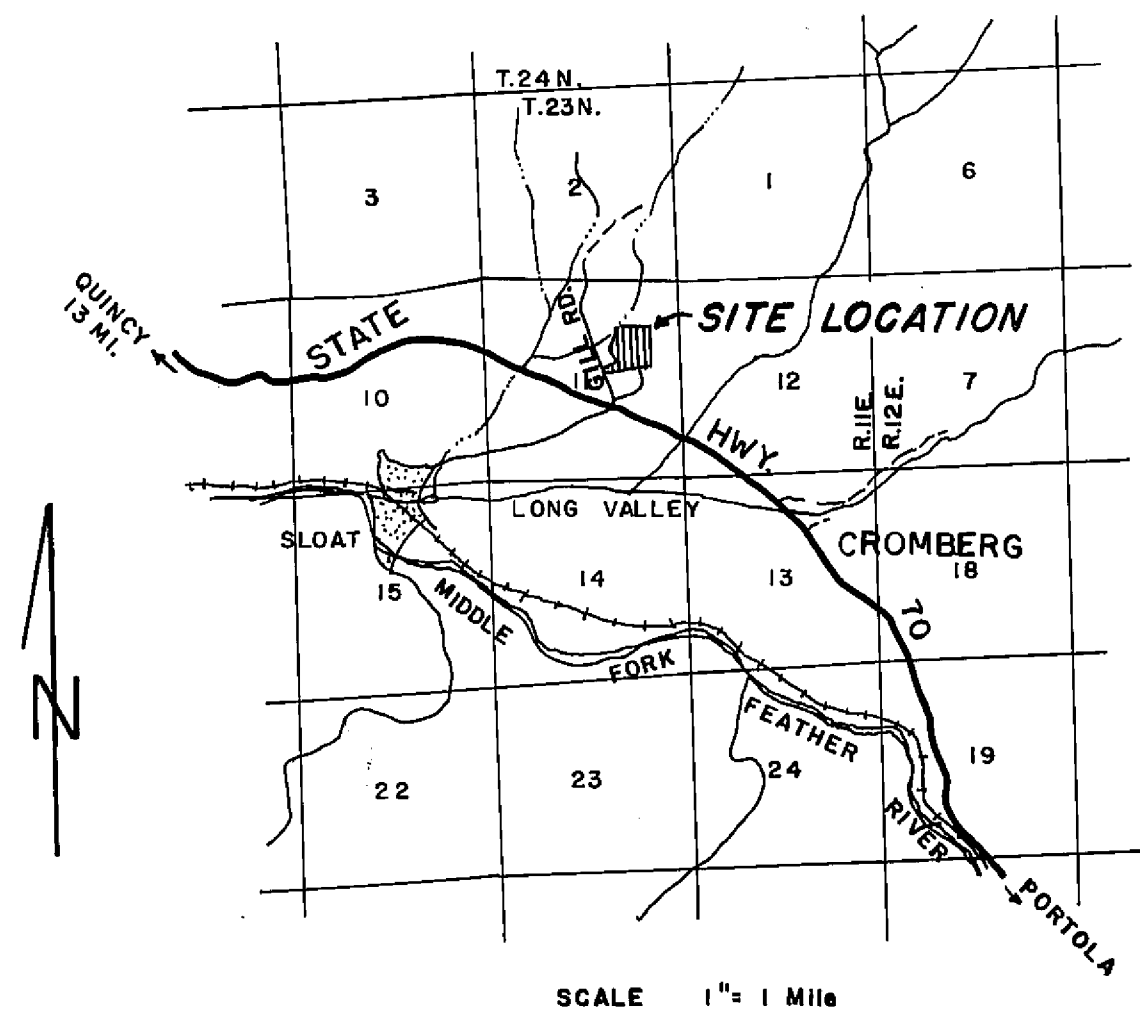 T.24N.
T.23N.
3
2
1
6
QUINCY
13 MI.
STATE
GILL RD.
SITE LOCATION
10
12
7
R.11E.
R.12E.
HWY.
LONG VALLEY
SLOAT
CROMBERG
15
14
13
18
MIDDLE
70
FORK
FEATHER
22
23
24
19
RIVER
PORTOLA
N
SCALE 1"= 1 Mile